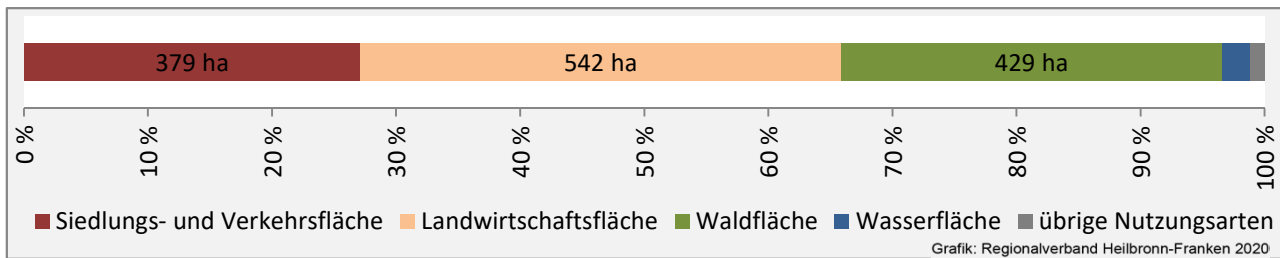 379 ha 542 ha 429 ha
0 % 10 % 20 % 30 % 40 % 50 % 60 % 70 % 80 % 90 % 100 %
Siedlungs- und Verkehrsfläche Landwirtschaftsfläche Waldfläche Wasserfläche übrige Nutzungsarten
Grafik: Regionalverband Heilbronn-Franken 2020